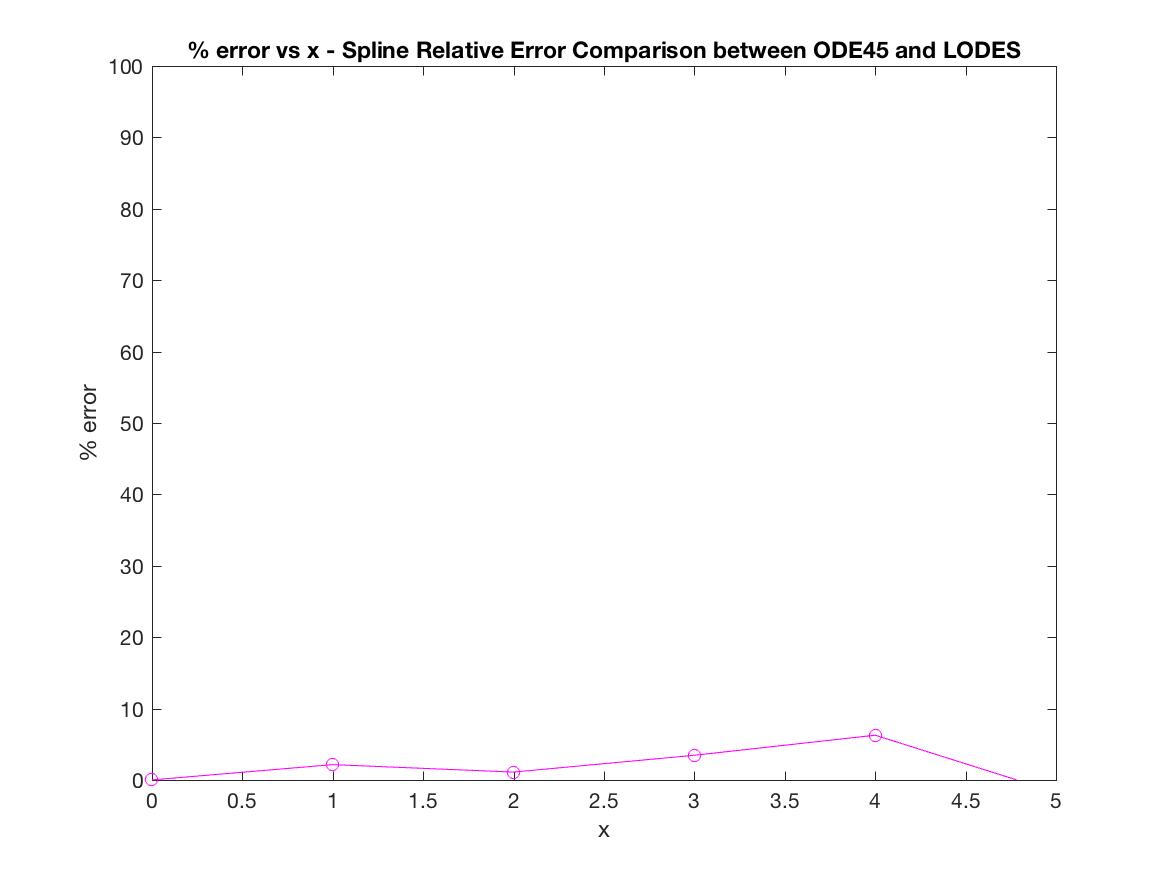 % error vs x - Spline Relative Error Comparison between ODE45 and LODES
100
90
80
70
60
50
40
30
20
10
0
% error
0 0.5 1 1.5 2 2.5 3 3.5 4 4.5 5
x